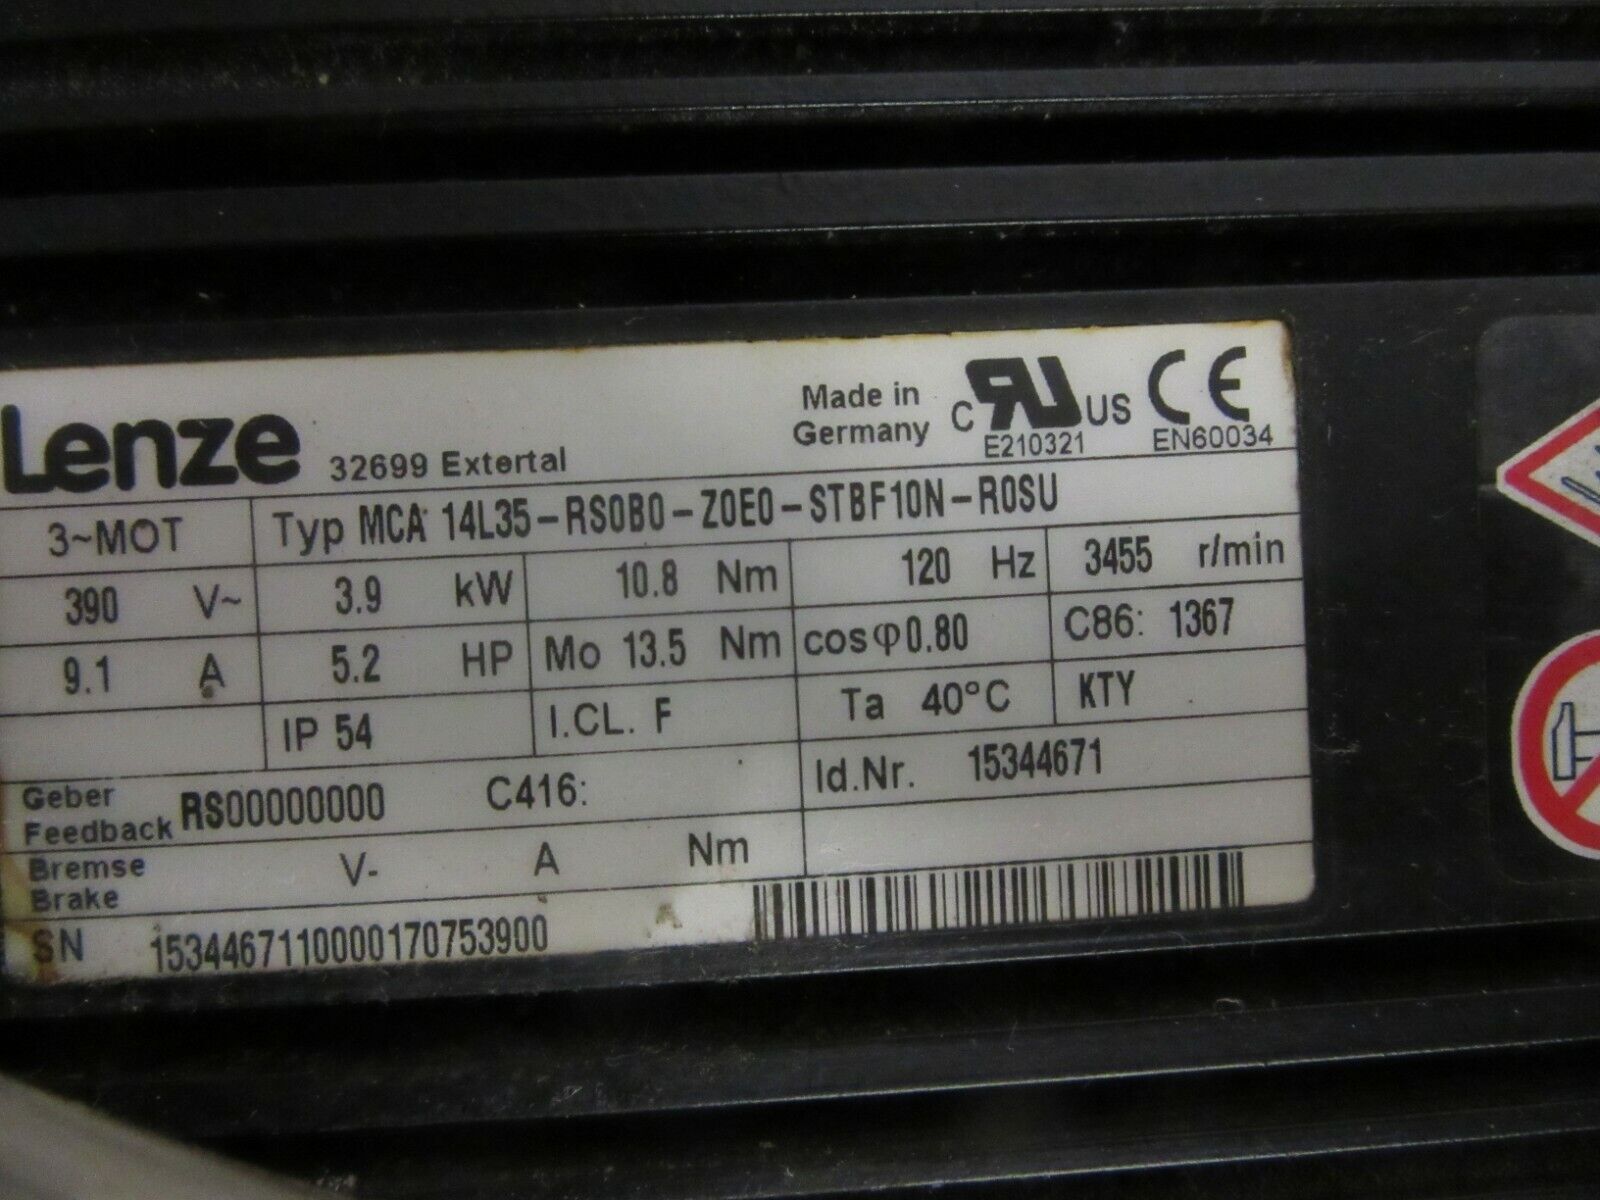 Lenze 32699 Extertal Made in Germany C US CE
E210321 EN60034
3~MOT Typ MCA 14L35-RS0B0-Z0E0-STBF10N-R0SU
390 V~ 3.9 kW 10.8 Nm 120 Hz 3455 r/min
9.1 A 5.2 HP Mo 13.5 Nm cosφ0.80 C86: 1367
IP 54 I.CL. F Ta 40°C KTY
Geber Feedback RS00000000 C416: Id.Nr. 15344671
Bremse Brake V- A Nm
SN 1534467110000170753900